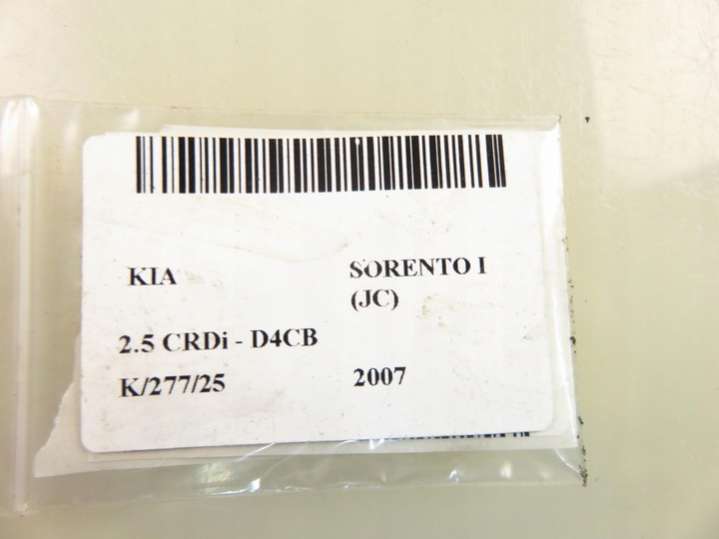 KIA
SORENTO I
(JC)
2.5 CRDi - D4CB
K/277/25
2007